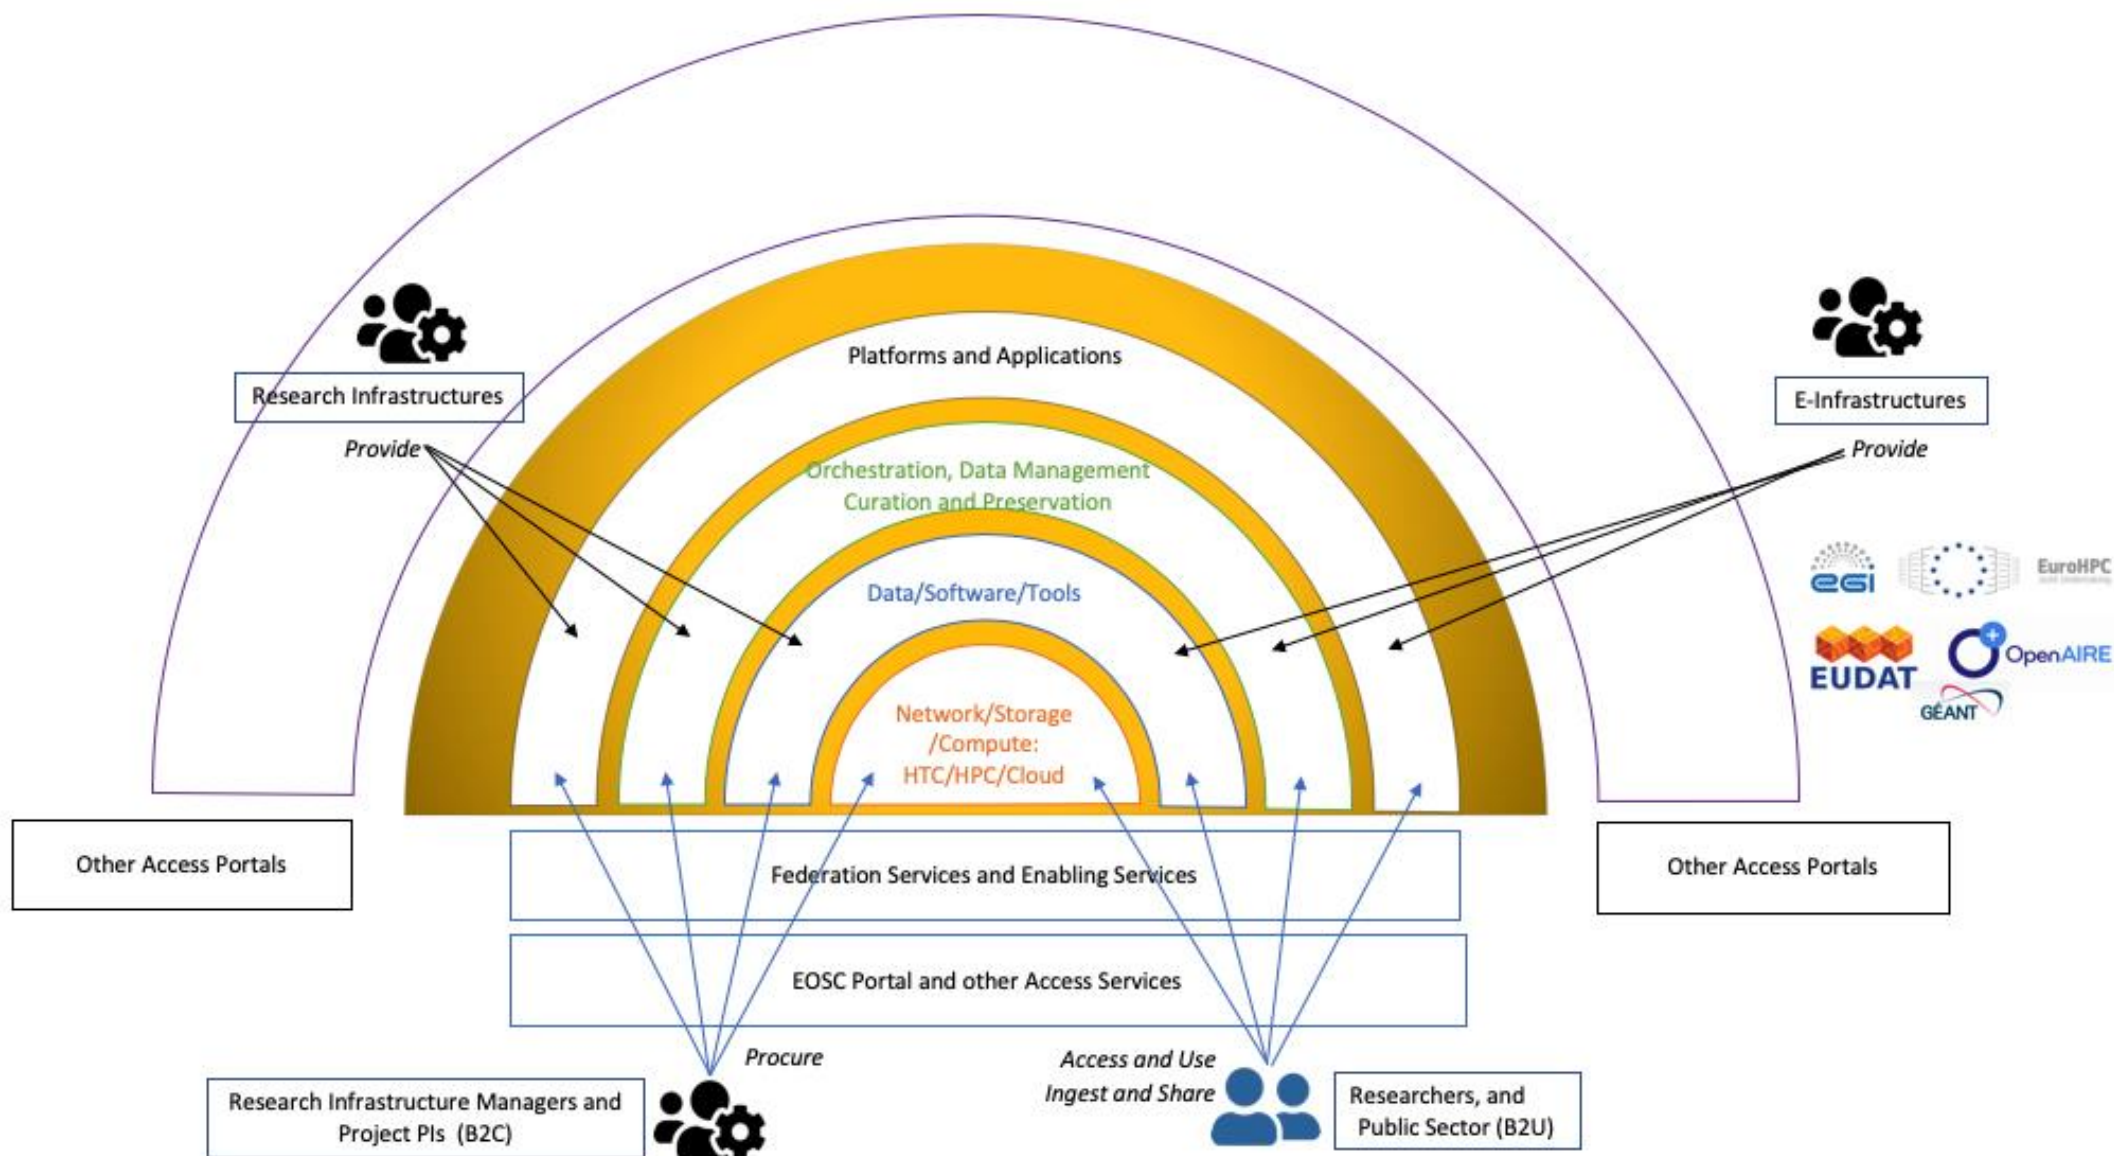 Platforms and Applications
Research Infrastructures
Provide
E-Infrastructures
Provide
Orchestration, Data Management
Curation and Preservation
Data/Software/Tools
Network/Storage
/Compute:
HTC/HPC/Cloud
eGI
EuroHPC
EUDAT
OpenAIRE
GÉANT
Other Access Portals
Other Access Portals
Federation Services and Enabling Services
EOSC Portal and other Access Services
Procure
Access and Use
Ingest and Share
Research Infrastructure Managers and
Project PIs (B2C)
Researchers, and
Public Sector (B2U)